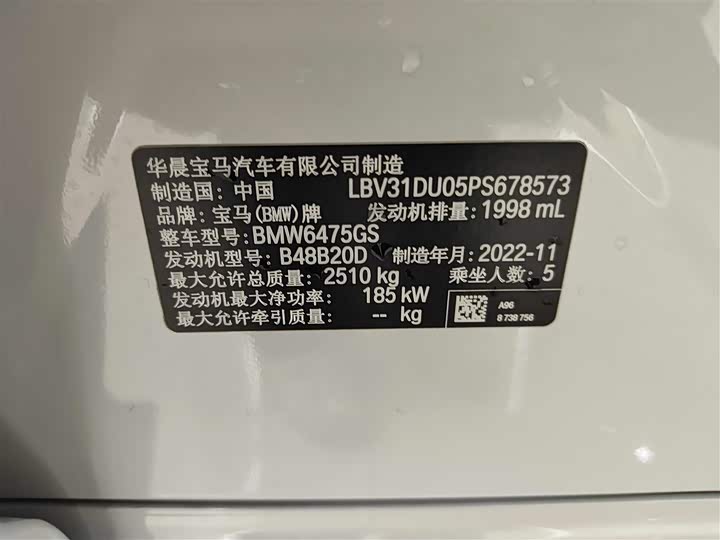 华晨宝马汽车有限公司制造
制造国: 中国 LBV31DU05PS678573
品牌: 宝马(BMW)牌 发动机排量: 1998 mL
整车型号: BMW6475GS
发动机型号: B48B20D 制造年月: 2022-11
最大允许总质量: 2510 kg 乘坐人数: 5
发动机最大净功率: 185 kW
最大允许牵引质量: -- kg
A96
8 738 756